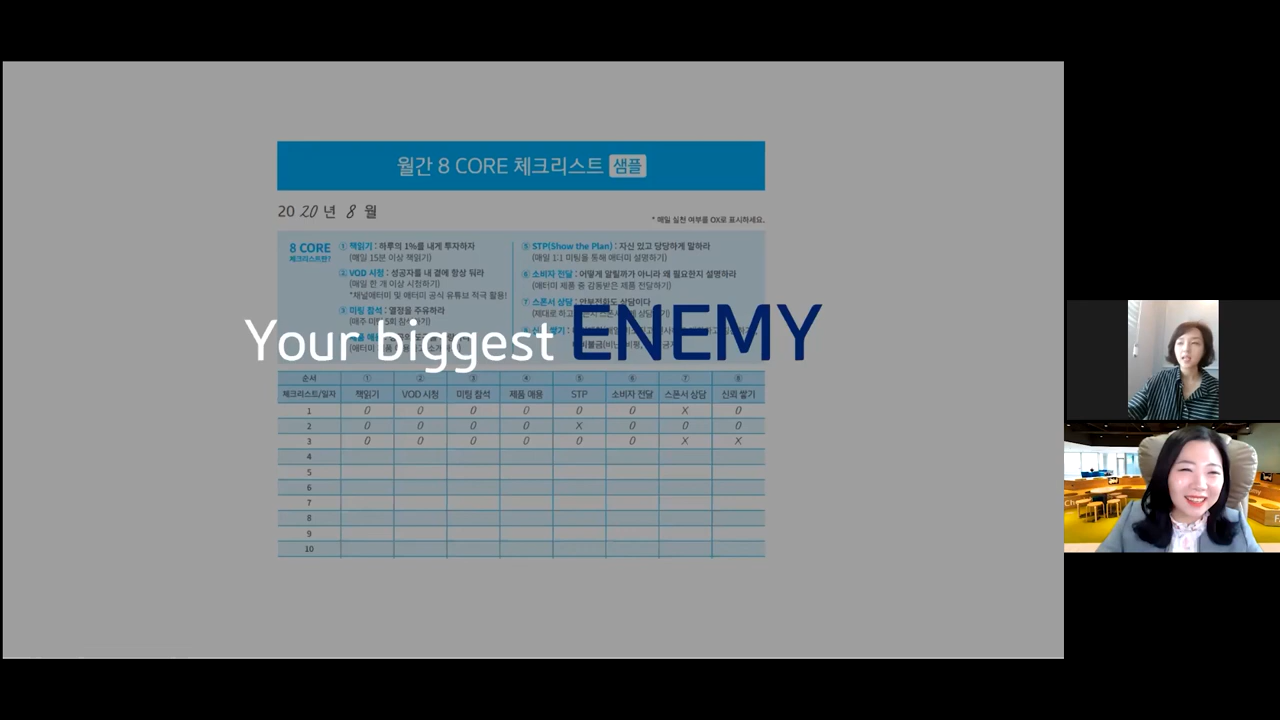 월간 8 CORE 체크리스트 샘플
20 20 년 8 월
* 매일 실천 여부를 OX로 표시하세요.
8 CORE
체크리스트란?
① 책읽기 : 하루의 1%를 내게 투자하자
(매일 15분 이상 책읽기)
② VOD 시청 : 성공자를 내 곁에 항상 둬라
(매일 한 개 이상 시청하기)
*채널애터미 및 애터미 공식 유튜브 적극 활용!
③ 미팅 참석 : 열정을 주유하라
⑤ STP(Show the Plan) : 자신 있고 당당하게 말하라
(매일 1:1 미팅을 통해 애터미 설명하기)
⑥ 소비자 전달 : 어떻게 알릴까가 아니라 왜 필요한지 설명하라
(애터미 제품 중 감동받은 제품 전달하기)
⑦ 스폰서 상담 : 안부전화도 상담이다
Your biggest ENEMY
순서 ① ② ③ ④ ⑤ ⑥ ⑦ ⑧
체크리스트/일자 책읽기 VOD 시청 미팅 참석 제품 애용 STP 소비자 전달 스폰서 상담 신뢰 쌓기
1 O O O O O O X O
2 O O O O X O O O
3 O O O O O O X X
4
5
6
7
8
9
10